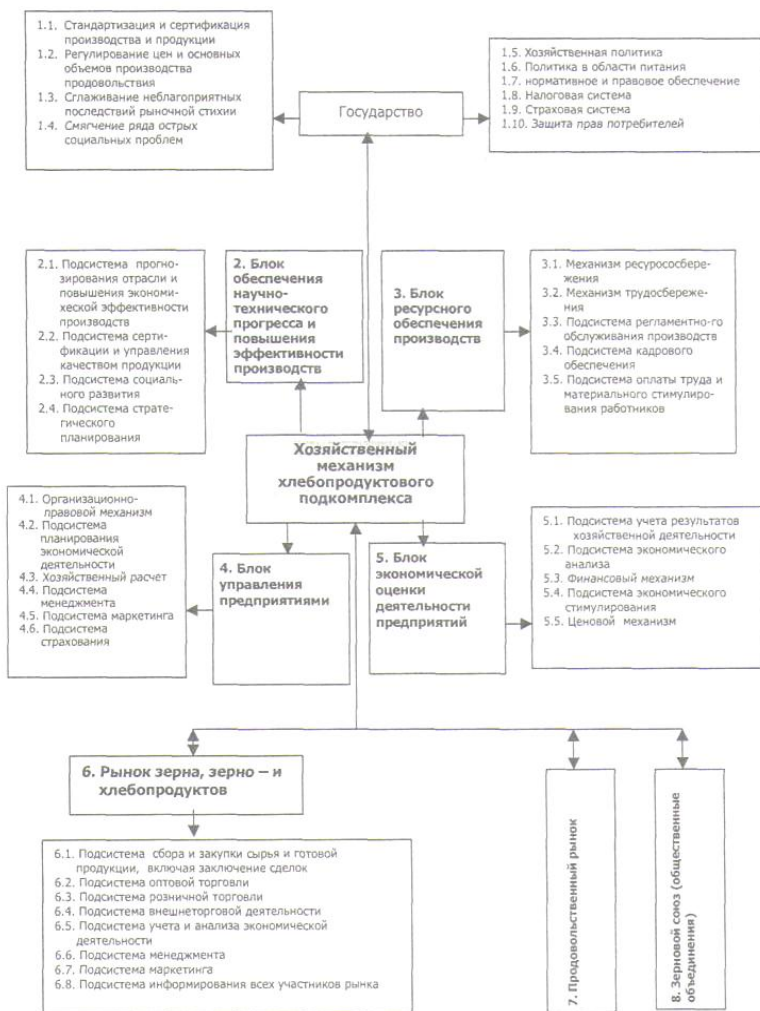 1.1. Стандартизация и сертификация
производства и продукции
1.2. Регулирование цен и основных
объемов производства
продовольствия
1.3. Сглаживание неблагоприятных
последствий рыночной стихии
1.4. Смягчение ряда острых
социальных проблем
Государство
1.5. Хозяйственная политика
1.6. Политика в области питания
1.7. нормативное и правовое обеспечение
1.8. Налоговая система
1.9. Страховая система
1.10. Защита прав потребителей
2.1. Подсистема прогно-
зирования отрасли и
повышения экономи-
хеской эффективности
производств
2.2. Подсистема серти-
фикации и управления
качеством продукции
2.3. Подсистема социаль-
ного развития
2.4. Подсистема страте-
гического
планирования
2. Блок
обеспечения
научно-
технического
прогресса и
повышения
эффективности
производств
3. Блок
ресурсного
обеспечения
производств
3.1. Механизм ресурососбере-
жения
3.2. Механизм трудосбереже-
ния
3.3. Подсистема регламентно-го
обслуживания производств
3.4. Подсистема кадрового
обеспечения
3.5. Подсистема оплаты труда и
материального стимулиро-
вания работников
Хозяйственный
механизм
хлебопродуктового
подкомплекса
4.1. Организационно-
правовой механизм
4.2. Подсистема
планирования
экономической
деятельности
4.3. Хозяйственный расчет
4.4. Подсистема
менеджмента
4.5. Подсистема маркетинга
4.6. Подсистема
страхования
4. Блок
управления
предприятиями
5. Блок
экономической
оценки
деятельности
предприятий
5.1. Подсистема учета результатов
хозяйственной деятельности
5.2. Подсистема экономического
анализа
5.3. Финансовый механизм
5.4. Подсистема экономического
стимулирования
5.5. Ценовой механизм
6. Рынок зерна, зерно – и
хлебопродуктов
6.1. Подсистема сбора и закупки сырья и готовой
продукции, включая заключение сделок
6.2. Подсистема оптовой торговли
6.3. Подсистема розничной торговли
6.4. Подсистема внешнеторговой деятельности
6.5. Подсистема учета и анализа экономической
деятельности
6.6. Подсистема менеджмента
6.7. Подсистема маркетинга
6.8. Подсистема информирования всех участников рынка
7. Продовольственный рынок
8. Зерновой союз (общественные
объединения)